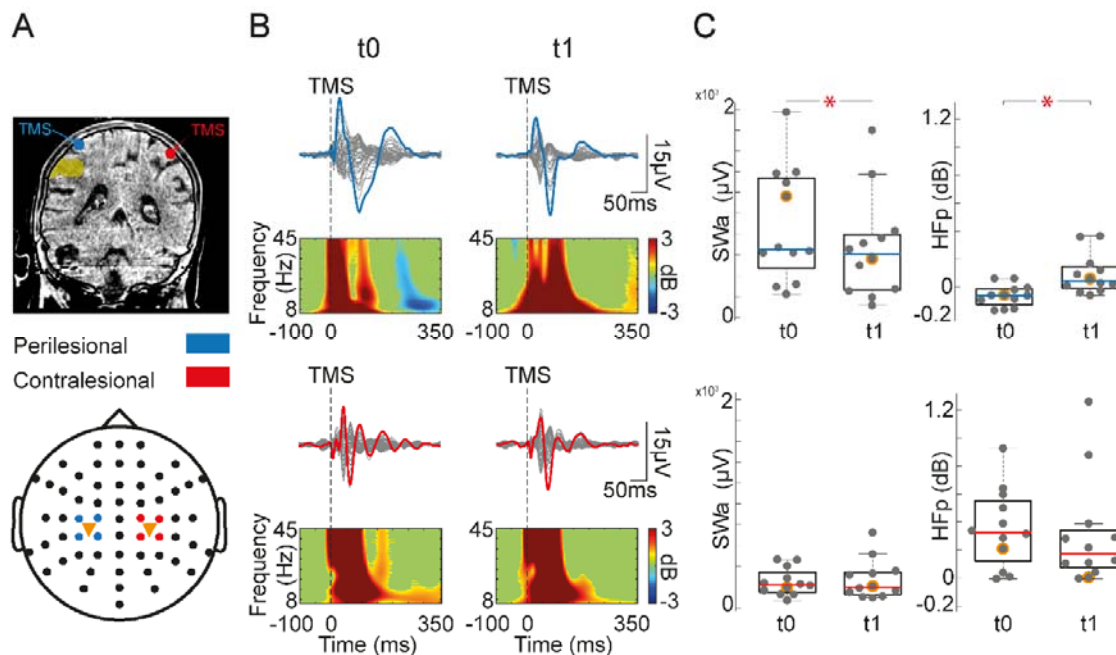 A
TMS TMS
Perilesional
Contralesional
B
t0 t1
TMS TMS
15µV
50ms
Frequency (Hz)
45
8
-100 0 350
-100 0 350
3
dB
-3
TMS TMS
15µV
50ms
Frequency (Hz)
45
8
-100 0 350
-100 0 350
Time (ms) Time (ms)
3
dB
-3
C
x10³
2
SWa (µV)
0
*
t0 t1
1.2
HFp (dB)
0
-0.2
*
t0 t1
x10³
2
SWa (µV)
0
t0 t1
1.2
HFp (dB)
0
-0.2
t0 t1